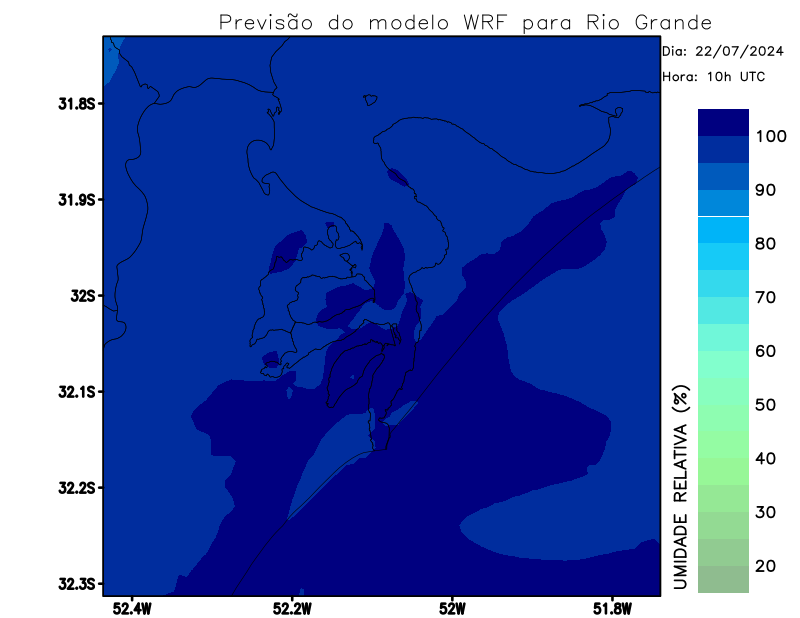 Previsão do modelo WRF para Rio Grande
Dia: 22/07/2024
Hora: 10h UTC
31.8S
31.9S
32S
32.1S
32.2S
32.3S
52.4W
52.2W
52W
51.8W
UMIDADE RELATIVA (%)
100
90
80
70
60
50
40
30
20